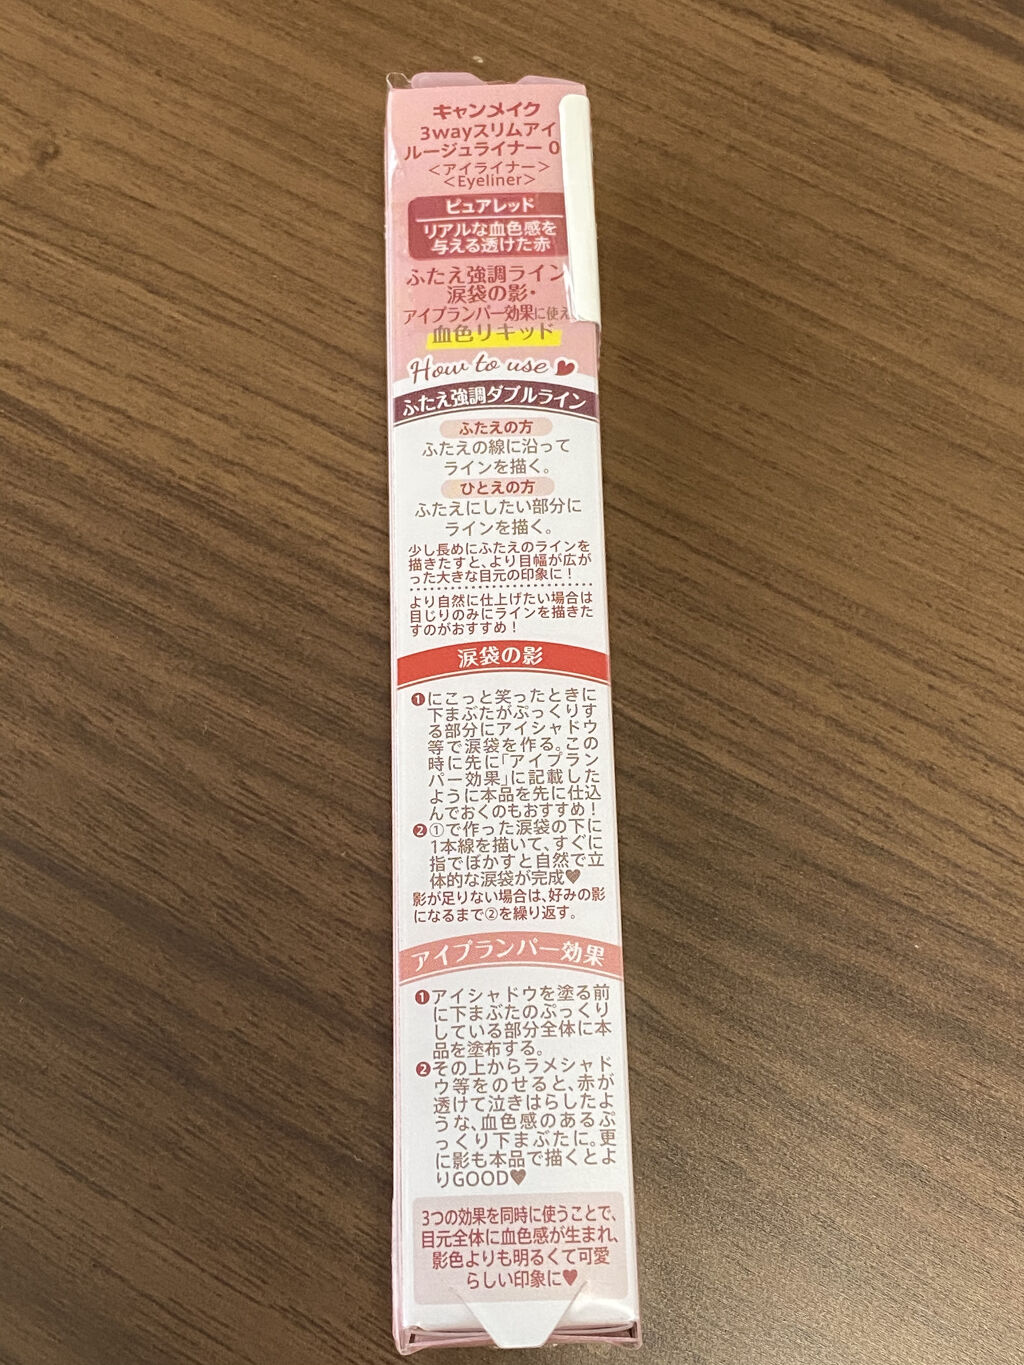 キャンメイク
3wayスリムアイ
ルージュライナー 0
＜アイライナー＞
＜Eyeliner＞
ピュアレッド
リアルな血色感を
与える透けた赤
ふたえ強調ライン
涙袋の影・
アイプランパー効果に使え
血色リキッド
How to use
ふたえ強調ダブルライン
ふたえの方
ふたえの線に沿って
ラインを描く。
ひとえの方
ふたえにしたい部分に
ラインを描く。
少し長めにふたえのラインを
描きたすと、より目幅が広が
った大きな目元の印象に！
より自然に仕上げたい場合は
目じりのみにラインを描きた
すのがおすすめ！
涙袋の影
❶にこっと笑ったときに
下まぶたがぷっくりす
る部分にアイシャドウ
等で涙袋を作る。この
時に先に「アイプラン
パー効果」に記載した
ように本品を先に仕込
んでおくのもおすすめ！
❷①で作った涙袋の下に
1本線を描いて、すぐに
指でぼかすと自然で立
体的な涙袋が完成♥
影が足りない場合は、好みの影
になるまで②を繰り返す。
アイプランパー効果
❶アイシャドウを塗る前
に下まぶたのぷっくり
している部分全体に本
品を塗布する。
❷その上からラメシャド
ウ等をのせると、赤が
透けて泣きはらしたよ
うな、血色感のあるぷ
っくり下まぶたに。更
に影も本品で描くとよ
りGOOD♥
3つの効果を同時に使うことで、
目元全体に血色感が生まれ、
影色よりも明るくて可愛
らしい印象に♥